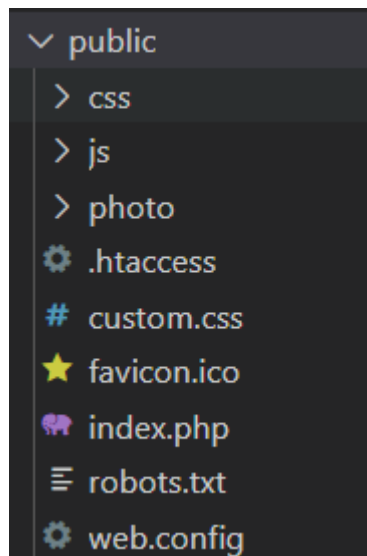 public
css
js
photo
.htaccess
# custom.css
favicon.ico
index.php
robots.txt
web.config